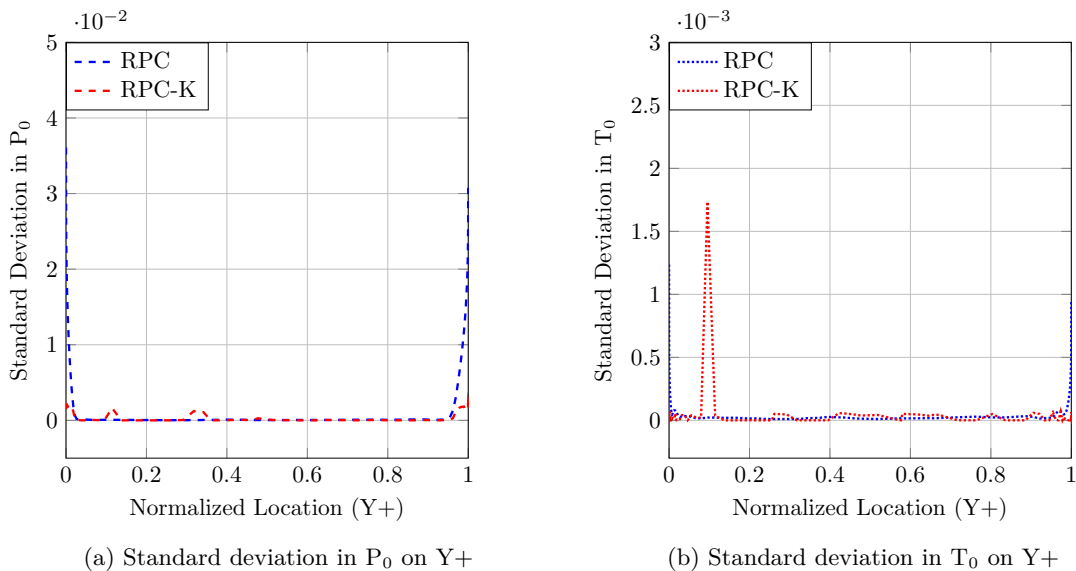 ·10⁻²
5
4
3
2
1
0
0
0.2
0.4
0.6
0.8
1
Standard Deviation in P₀
Normalized Location (Y+)
RPC
RPC-K
(a) Standard deviation in P₀ on Y+
·10⁻³
3
2.5
2
1.5
1
0.5
0
0
0.2
0.4
0.6
0.8
1
Standard Deviation in T₀
Normalized Location (Y+)
RPC
RPC-K
(b) Standard deviation in T₀ on Y+